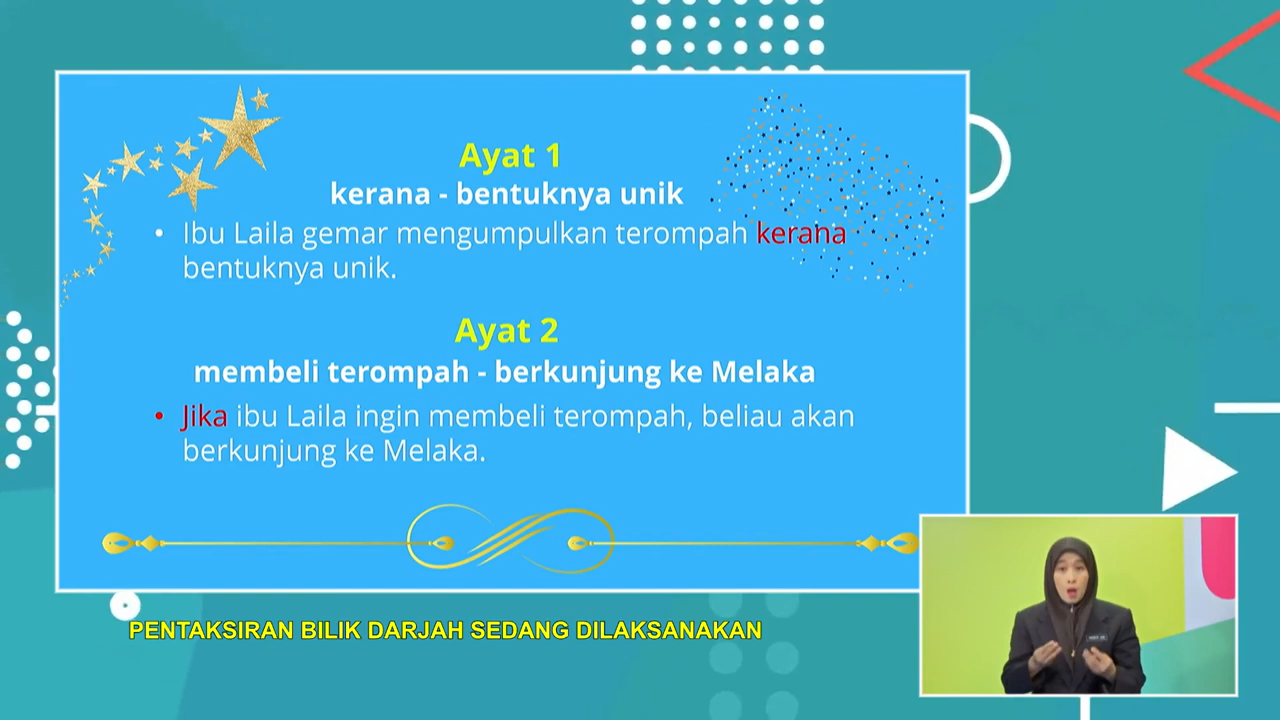 Ayat 1
kerana - bentuknya unik
• Ibu Laila gemar mengumpulkan terompah kerana
bentuknya unik.
Ayat 2
membeli terompah - berkunjung ke Melaka
• Jika ibu Laila ingin membeli terompah, beliau akan
berkunjung ke Melaka.
PENTAKSIRAN BILIK DARJAH SEDANG DILAKSANAKAN